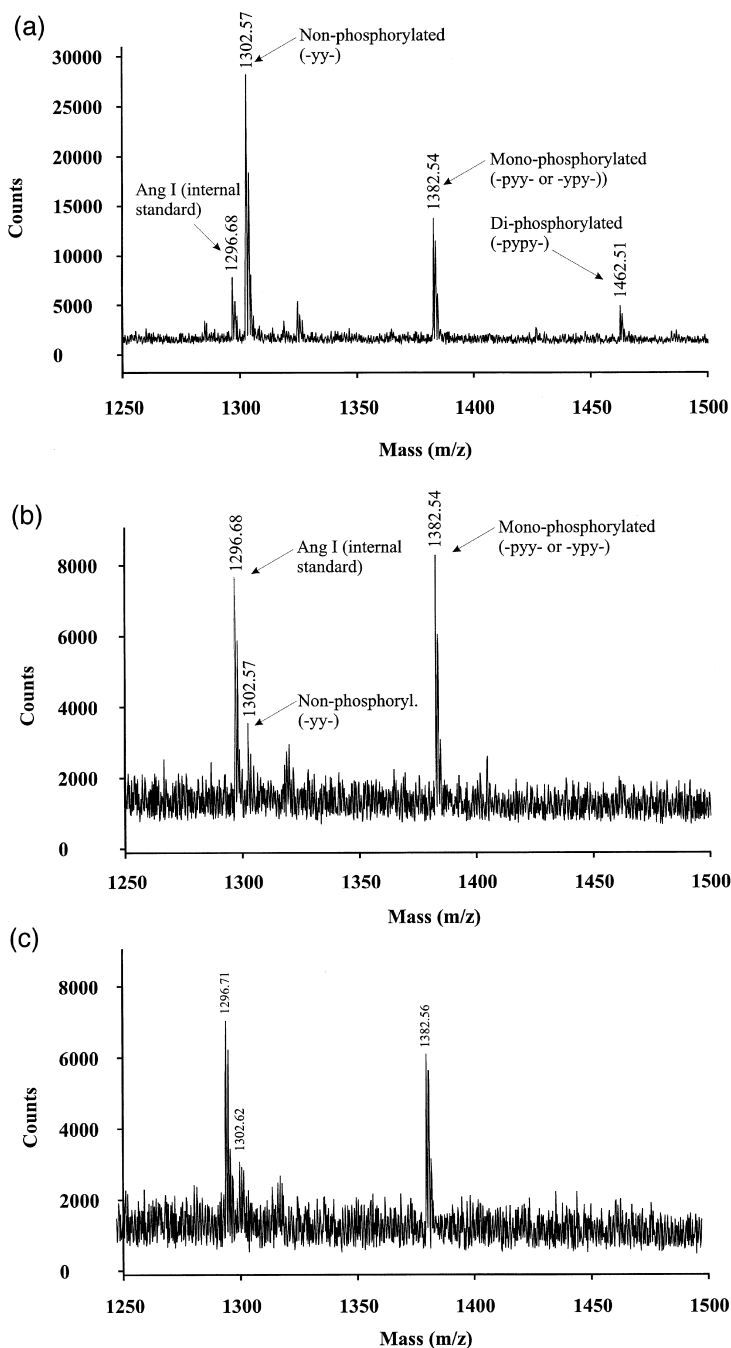 (a)
1302.57
Non-phosphorylated
(-yy-)
30000
25000
20000
15000
10000
5000
0
Counts
Ang I (internal
standard)
1296.68
Mono-phosphorylated
(-pyy- or -ypy-))
1382.54
Di-phosphorylated
(-pypy-)
1462.51
1250
1300
1350
1400
1450
1500
Mass (m/z)
(b)
1296.68
Ang I (internal
standard)
1382.54
Mono-phosphorylated
(-pyy- or -ypy-)
8000
6000
4000
2000
0
Counts
1302.57
Non-phosphoryl.
(-yy-)
1250
1300
1350
1400
1450
1500
Mass (m/z)
(c)
8000
6000
4000
2000
0
Counts
1296.71
1302.62
1382.56
1250
1300
1350
1400
1450
1500
Mass (m/z)